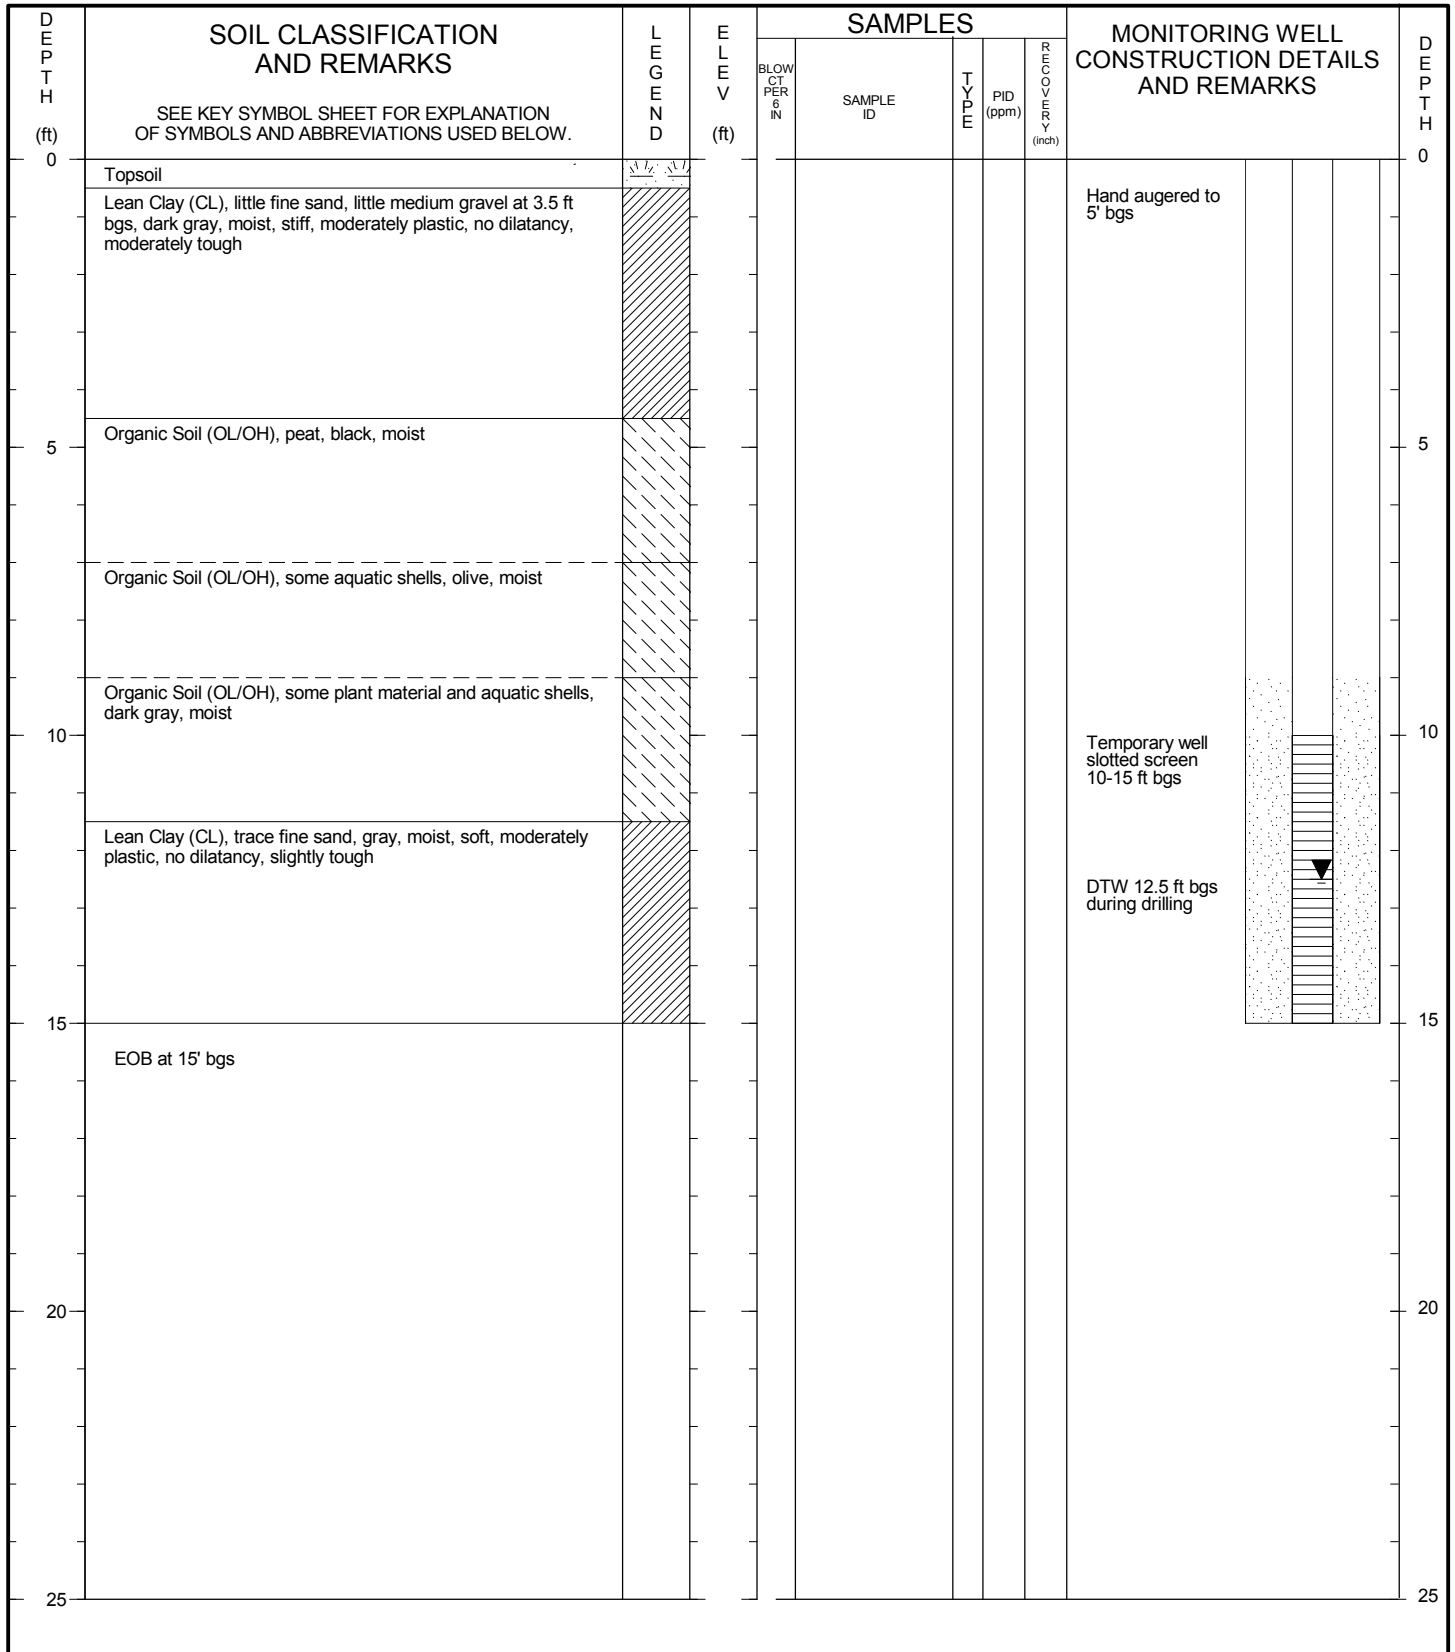 DEPTH
(ft)
SOIL CLASSIFICATION
AND REMARKS
SEE KEY SYMBOL SHEET FOR EXPLANATION
OF SYMBOLS AND ABBREVIATIONS USED BELOW.
LEGEND
ELEV
(ft)
SAMPLES
BLOW
CT
PER
6
IN
SAMPLE
ID
TYPE
PID
(ppm)
RECOVERY
(inch)
MONITORING WELL
CONSTRUCTION DETAILS
AND REMARKS
DEPTH
0
0
Topsoil
Lean Clay (CL), little fine sand, little medium gravel at 3.5 ft
bgs, dark gray, moist, stiff, moderately plastic, no dilatancy,
moderately tough
Hand augered to
5' bgs
Organic Soil (OL/OH), peat, black, moist
5
5
Organic Soil (OL/OH), some aquatic shells, olive, moist
Organic Soil (OL/OH), some plant material and aquatic shells,
dark gray, moist
10
10
Temporary well
slotted screen
10-15 ft bgs
Lean Clay (CL), trace fine sand, gray, moist, soft, moderately
plastic, no dilatancy, slightly tough
DTW 12.5 ft bgs
during drilling
15
15
EOB at 15' bgs
20
20
25
25